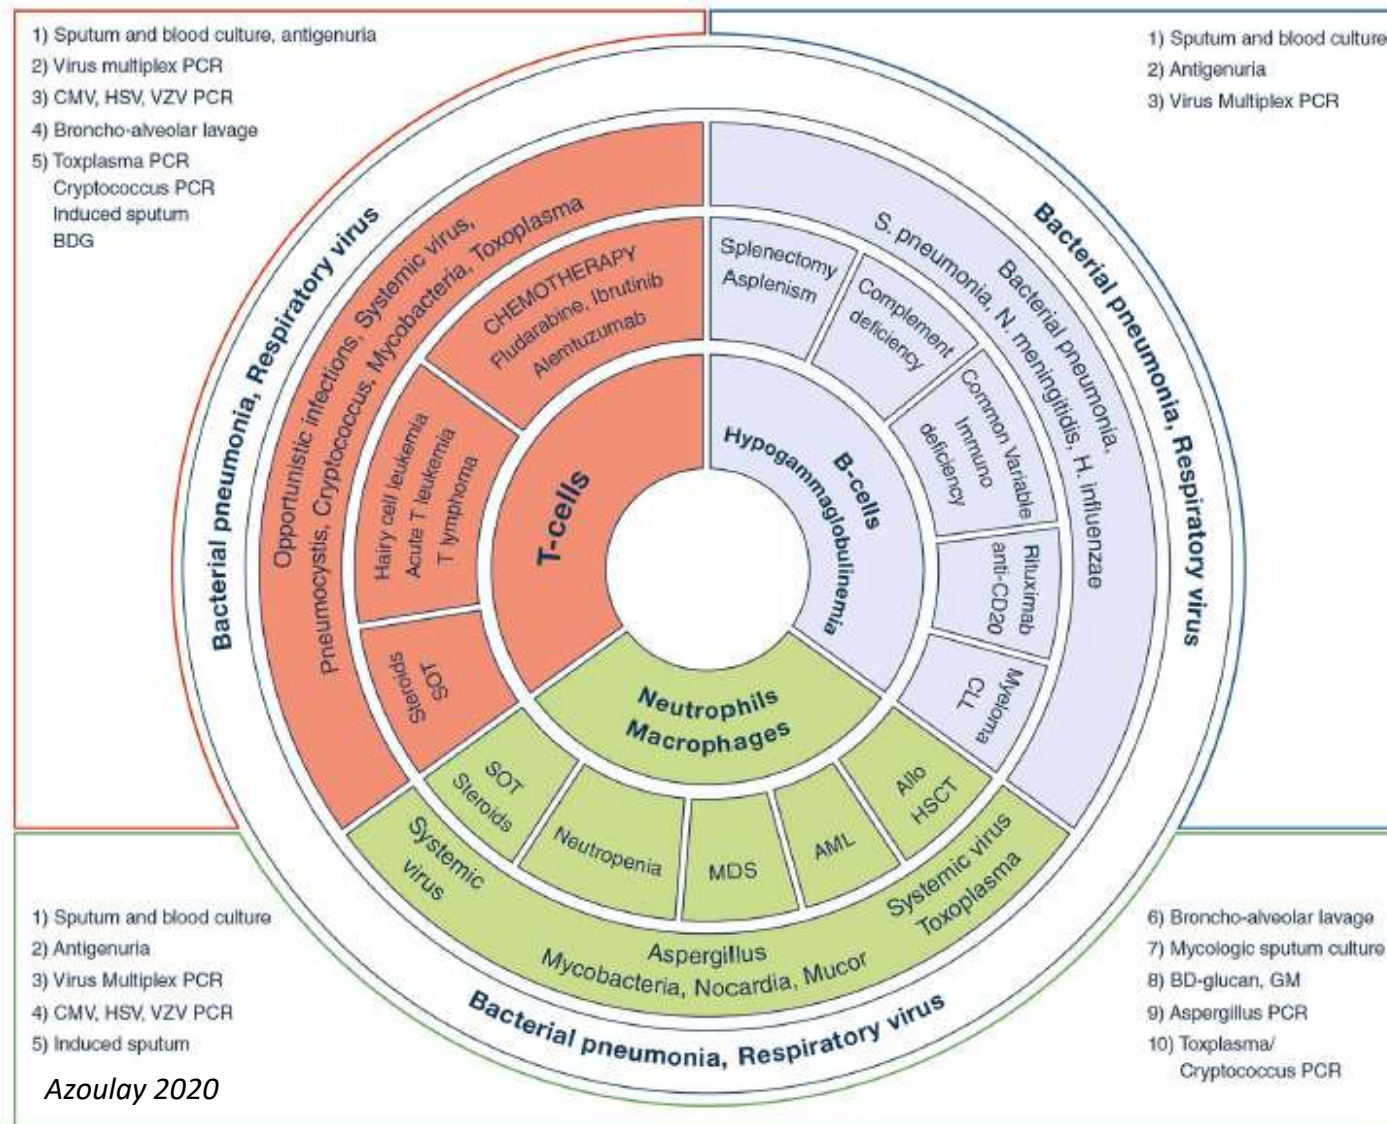 1) Sputum and blood culture, antigenuria
2) Virus multiplex PCR
3) CMV, HSV, VZV PCR
4) Broncho-alveolar lavage
5) Toxplasma PCR
Cryptococcus PCR
Induced sputum
BDG
1) Sputum and blood culture
2) Antigenuria
3) Virus Multiplex PCR
Bacterial pneumonia, Respiratory virus
Opportunistic infections, Systemic virus,
Pneumocystis, Cryptococcus, Mycobacteria, Toxoplasma
CHEMOTHERAPY
Fludarabine, Ibrutinib
Alemtuzumab
Hairy cell leukemia
Acute T leukemia
T lymphoma
Steroids
SOT
T-cells
Bacterial pneumonia, Respiratory virus
Bacterial pneumonia,
S. pneumonia, N. meningitidis, H. influenzae
Splenectomy
Asplenism
Complement
deficiency
Common Variable
Immuno
deficiency
Rituximab
anti-CD20
Myeloma
CLL
B-cells
Hypogammaglobulinemia
Neutrophils
Macrophages
SOT
Steroids
Neutropenia
MDS
AML
Allo
HSCT
Systemic
virus
Aspergillus
Mycobacteria, Nocardia, Mucor
Systemic virus
Toxoplasma
Bacterial pneumonia, Respiratory virus
1) Sputum and blood culture
2) Antigenuria
3) Virus Multiplex PCR
4) CMV, HSV, VZV PCR
5) Induced sputum
6) Broncho-alveolar lavage
7) Mycologic sputum culture
8) BD-glucan, GM
9) Aspergillus PCR
10) Toxplasma/
Cryptococcus PCR
Azoulay 2020